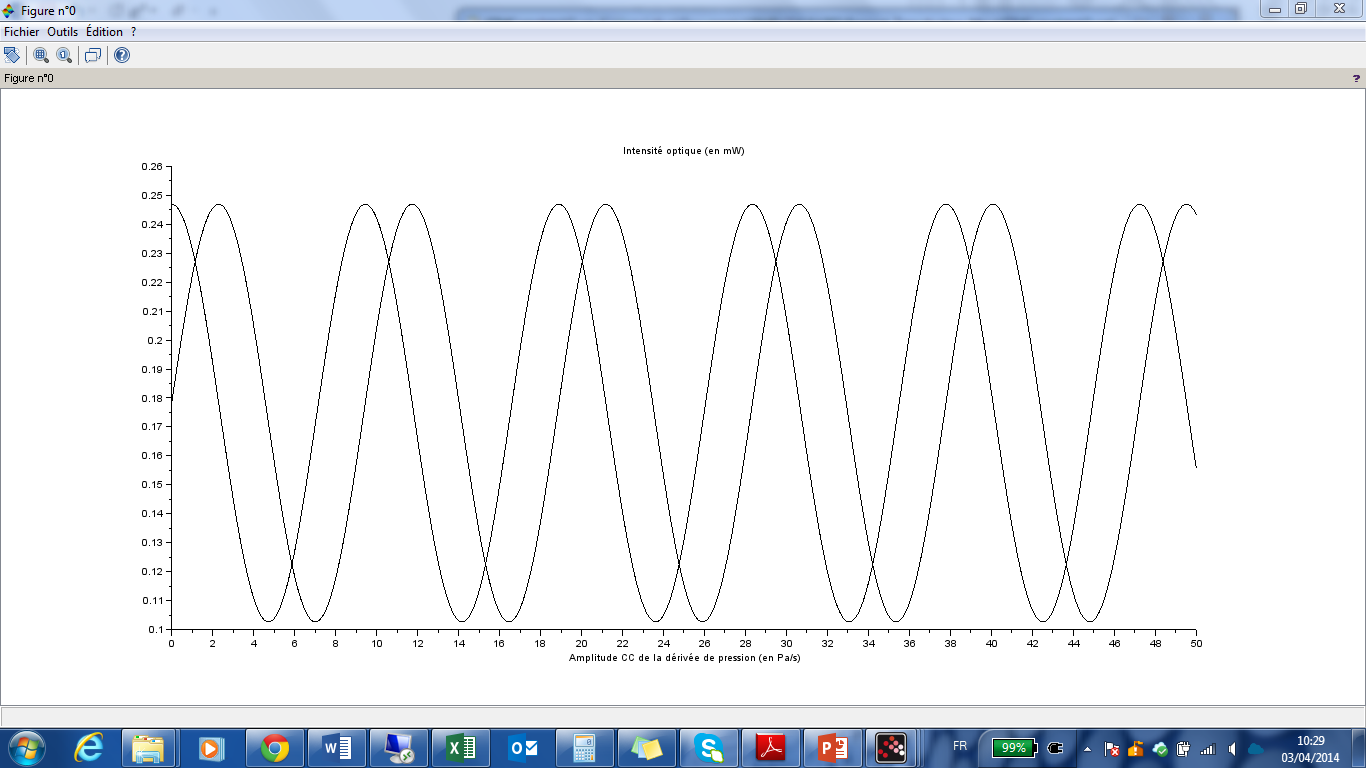 Figure n°0
Fichier Outils Édition ?
Figure n°0 ?
Intensité optique (en mW)
0.26
0.25
0.24
0.23
0.22
0.21
0.2
0.19
0.18
0.17
0.16
0.15
0.14
0.13
0.12
0.11
0.1
0 2 4 6 8 10 12 14 16 18 20 22 24 26 28 30 32 34 36 38 40 42 44 46 48 50
Amplitude CC de la dérivée de pression (en Pa/s)
FR 99% 10:29
03/04/2014